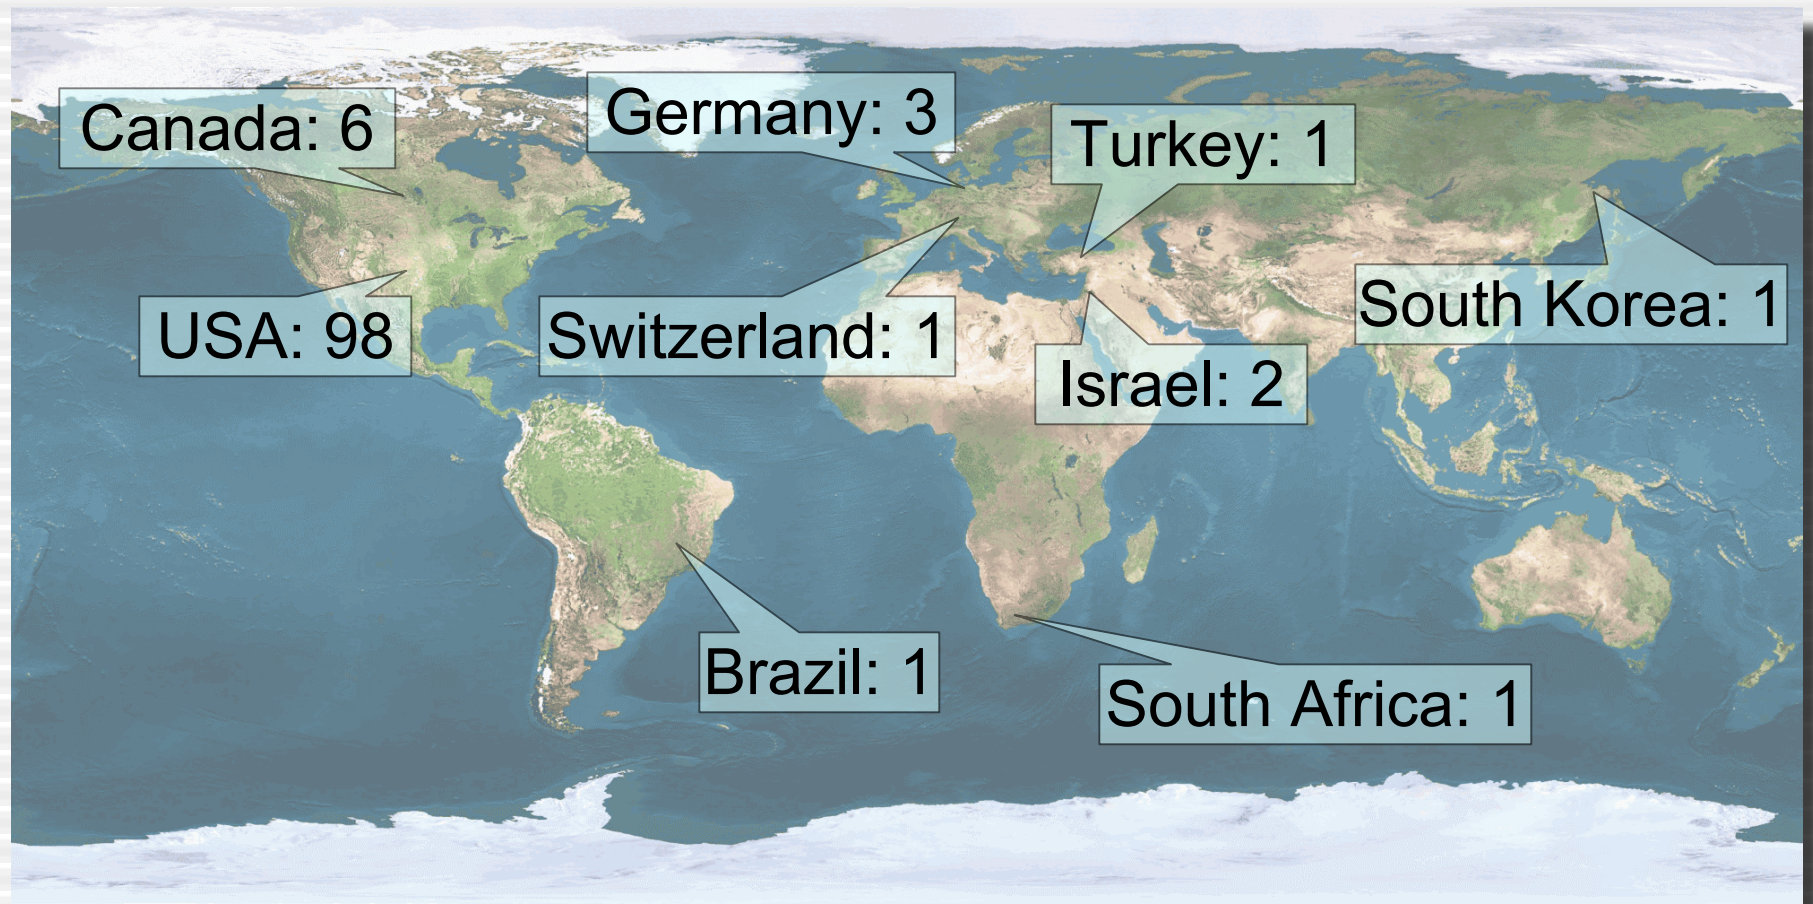 Canada: 6
Germany: 3
Turkey: 1
USA: 98
Switzerland: 1
Israel: 2
South Korea: 1
Brazil: 1
South Africa: 1